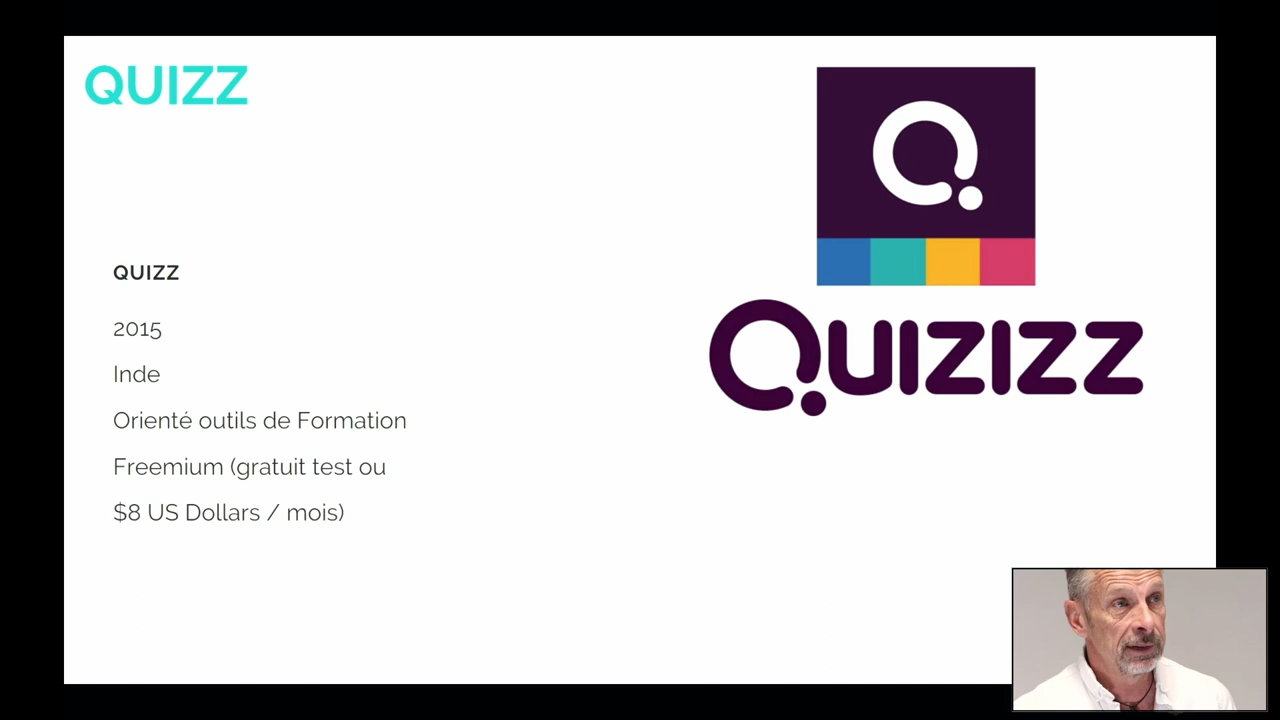 QUIZZ
QUIZIZZ
QUIZZ
2015
Inde
Orienté outils de Formation
Freemium (gratuit test ou
$8 US Dollars / mois)